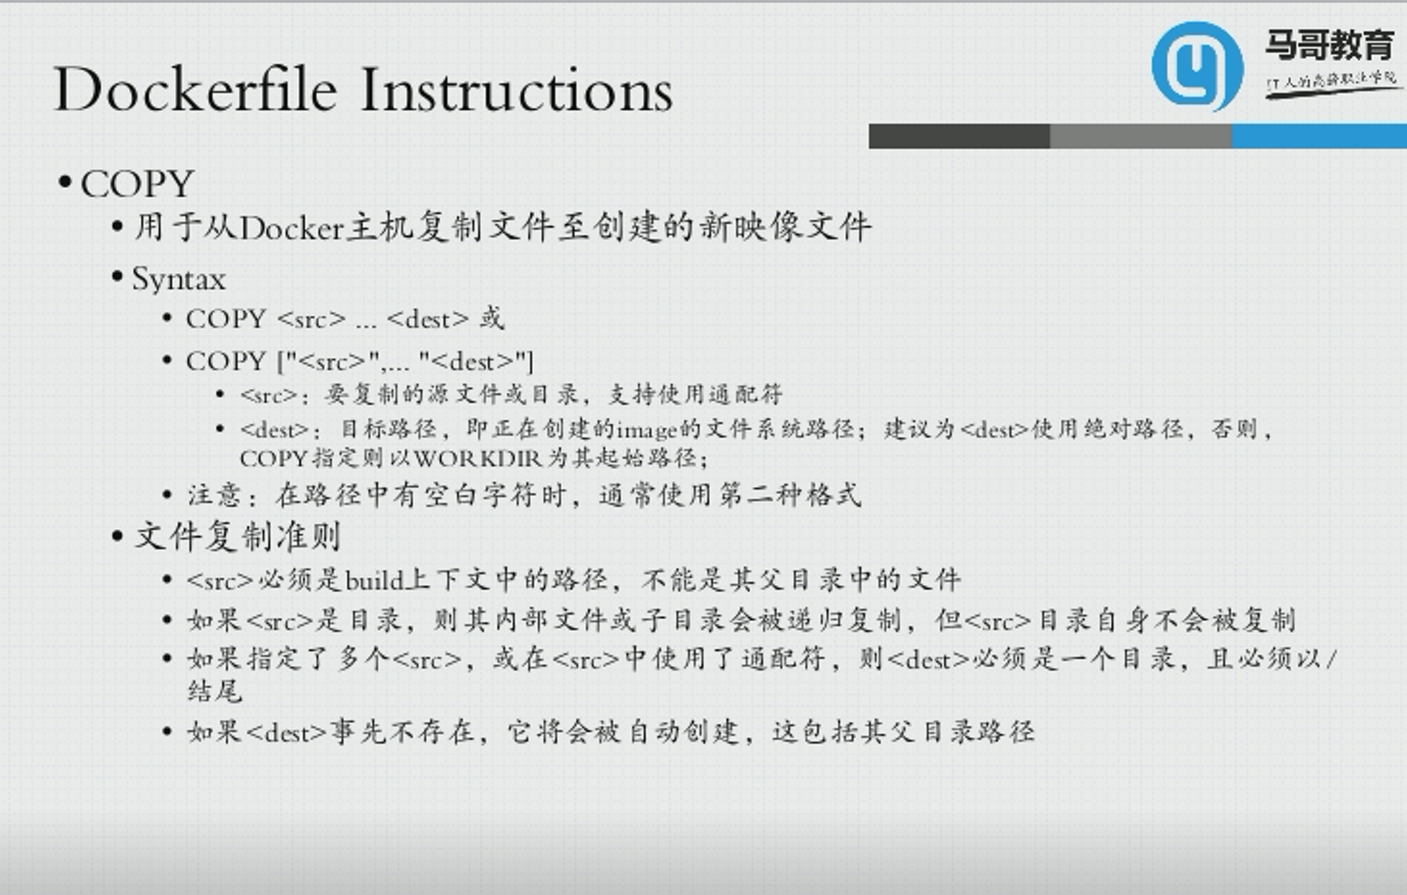 马哥教育
IT人的高薪职业学院
Dockerfile Instructions
• COPY
• 用于从Docker主机复制文件至创建的新映像文件
• Syntax
• COPY <src> ... <dest> 或
• COPY ["<src>",... "<dest>"]
• <src>：要复制的源文件或目录，支持使用通配符
• <dest>：目标路径，即正在创建的image的文件系统路径；建议为<dest>使用绝对路径，否则，
COPY指定则以WORKDIR为其起始路径；
• 注意：在路径中有空白字符时，通常使用第二种格式
• 文件复制准则
• <src>必须是build上下文中的路径，不能是其父目录中的文件
• 如果<src>是目录，则其内部文件或子目录会被递归复制，但<src>目录自身不会被复制
• 如果指定了多个<src>，或在<src>中使用了通配符，则<dest>必须是一个目录，且必须以/
结尾
• 如果<dest>事先不存在，它将会被自动创建，这包括其父目录路径